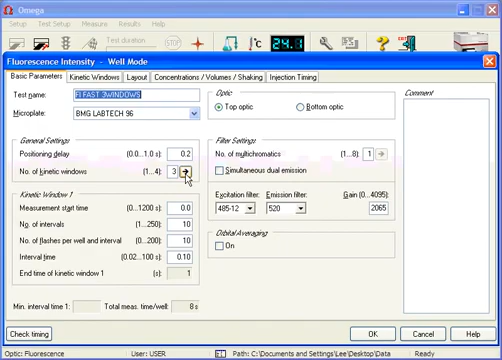 Omega
Setup Test Setup Measure Results Help
Test duration
STOP
°C 24.1
EXIT
Fluorescence Intensity - Well Mode
Basic Parameters Kinetic Windows Layout Concentrations / Volumes / Shaking Injection Timing
Test name: FI FAST 3WINDOWS
Microplate: BMG LABTECH 96
Optic
Top optic Bottom optic
Comment
General Settings
Positioning delay (0.0...1.0 s): 0.2
No. of kinetic windows (1...4): 3
Filter Settings
No. of multichromatics (1...8): 1
Simultaneous dual emission
Excitation filter: Emission filter: Gain (0...4095):
485-12 520 2065
Kinetic Window 1
Measurement start time (0...1200 s): 0.0
No. of intervals (1...250): 10
No. of flashes per well and interval (0...200): 10
Interval time (0.02...100 s): 0.10
End time of kinetic window 1 (s): 1
Orbital Averaging
On
Min. interval time 1: Total meas. time/well: 8 s
Check timing OK Cancel Help
Optic: Fluorescence User: USER Path: C:\Documents and Settings\Lee\Desktop\Data Ready